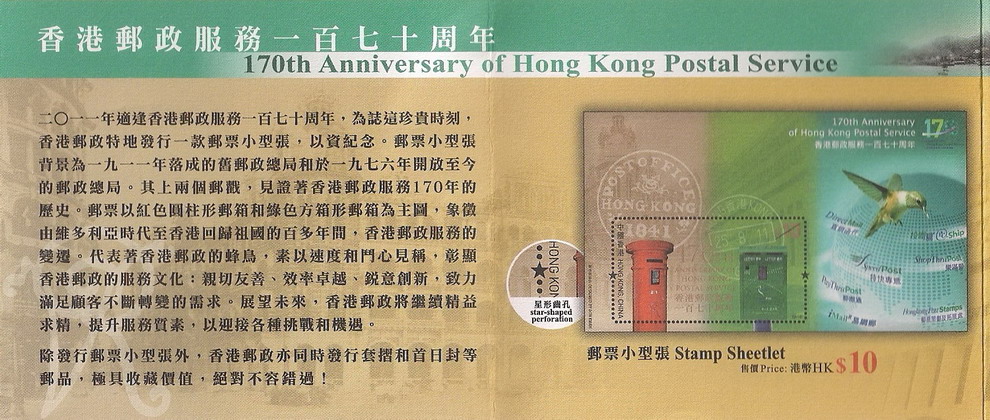 香港郵政服務一百七十周年
170th Anniversary of Hong Kong Postal Service
二〇一一年適逢香港郵政服務一百七十周年，為誌這珍貴時刻，
香港郵政特地發行一款郵票小型張，以資紀念。郵票小型張
背景為一九一一年落成的舊郵政總局和於一九七六年開放至今
的郵政總局。其上兩個郵戳，見證著香港郵政服務170年的
歷史。郵票以紅色圓柱形郵箱和綠色方箱形郵箱為主圖，象徵
由維多利亞時代至香港回歸祖國的百多年間，香港郵政服務的
變遷。代表著香港郵政的蜂鳥，素以速度和鬥心見稱，彰顯
香港郵政的服務文化：親切友善、效率卓越、銳意創新，致力
滿足顧客不斷轉變的需求。展望未來，香港郵政將繼續精益
求精，提升服務質素，以迎接各種挑戰和機遇。
除發行郵票小型張外，香港郵政亦同時發行套摺和首日封等
郵品，極具收藏價值，絕對不容錯過！
170th Anniversary
of Hong Kong Postal Service
香港郵政服務一百七十周年
17
POST OFFICE
HONG KONG
1841
中國香港 HONG KONG, CHINA
HONG KON
星形齒孔
star-shaped
perforation
Direct Mail
Speed Post
特快專遞
PayThruPost
iMail
ShopThruPost
HongKong Stamps
郵票小型張 Stamp Sheetlet
售價 Price: 港幣HK $10